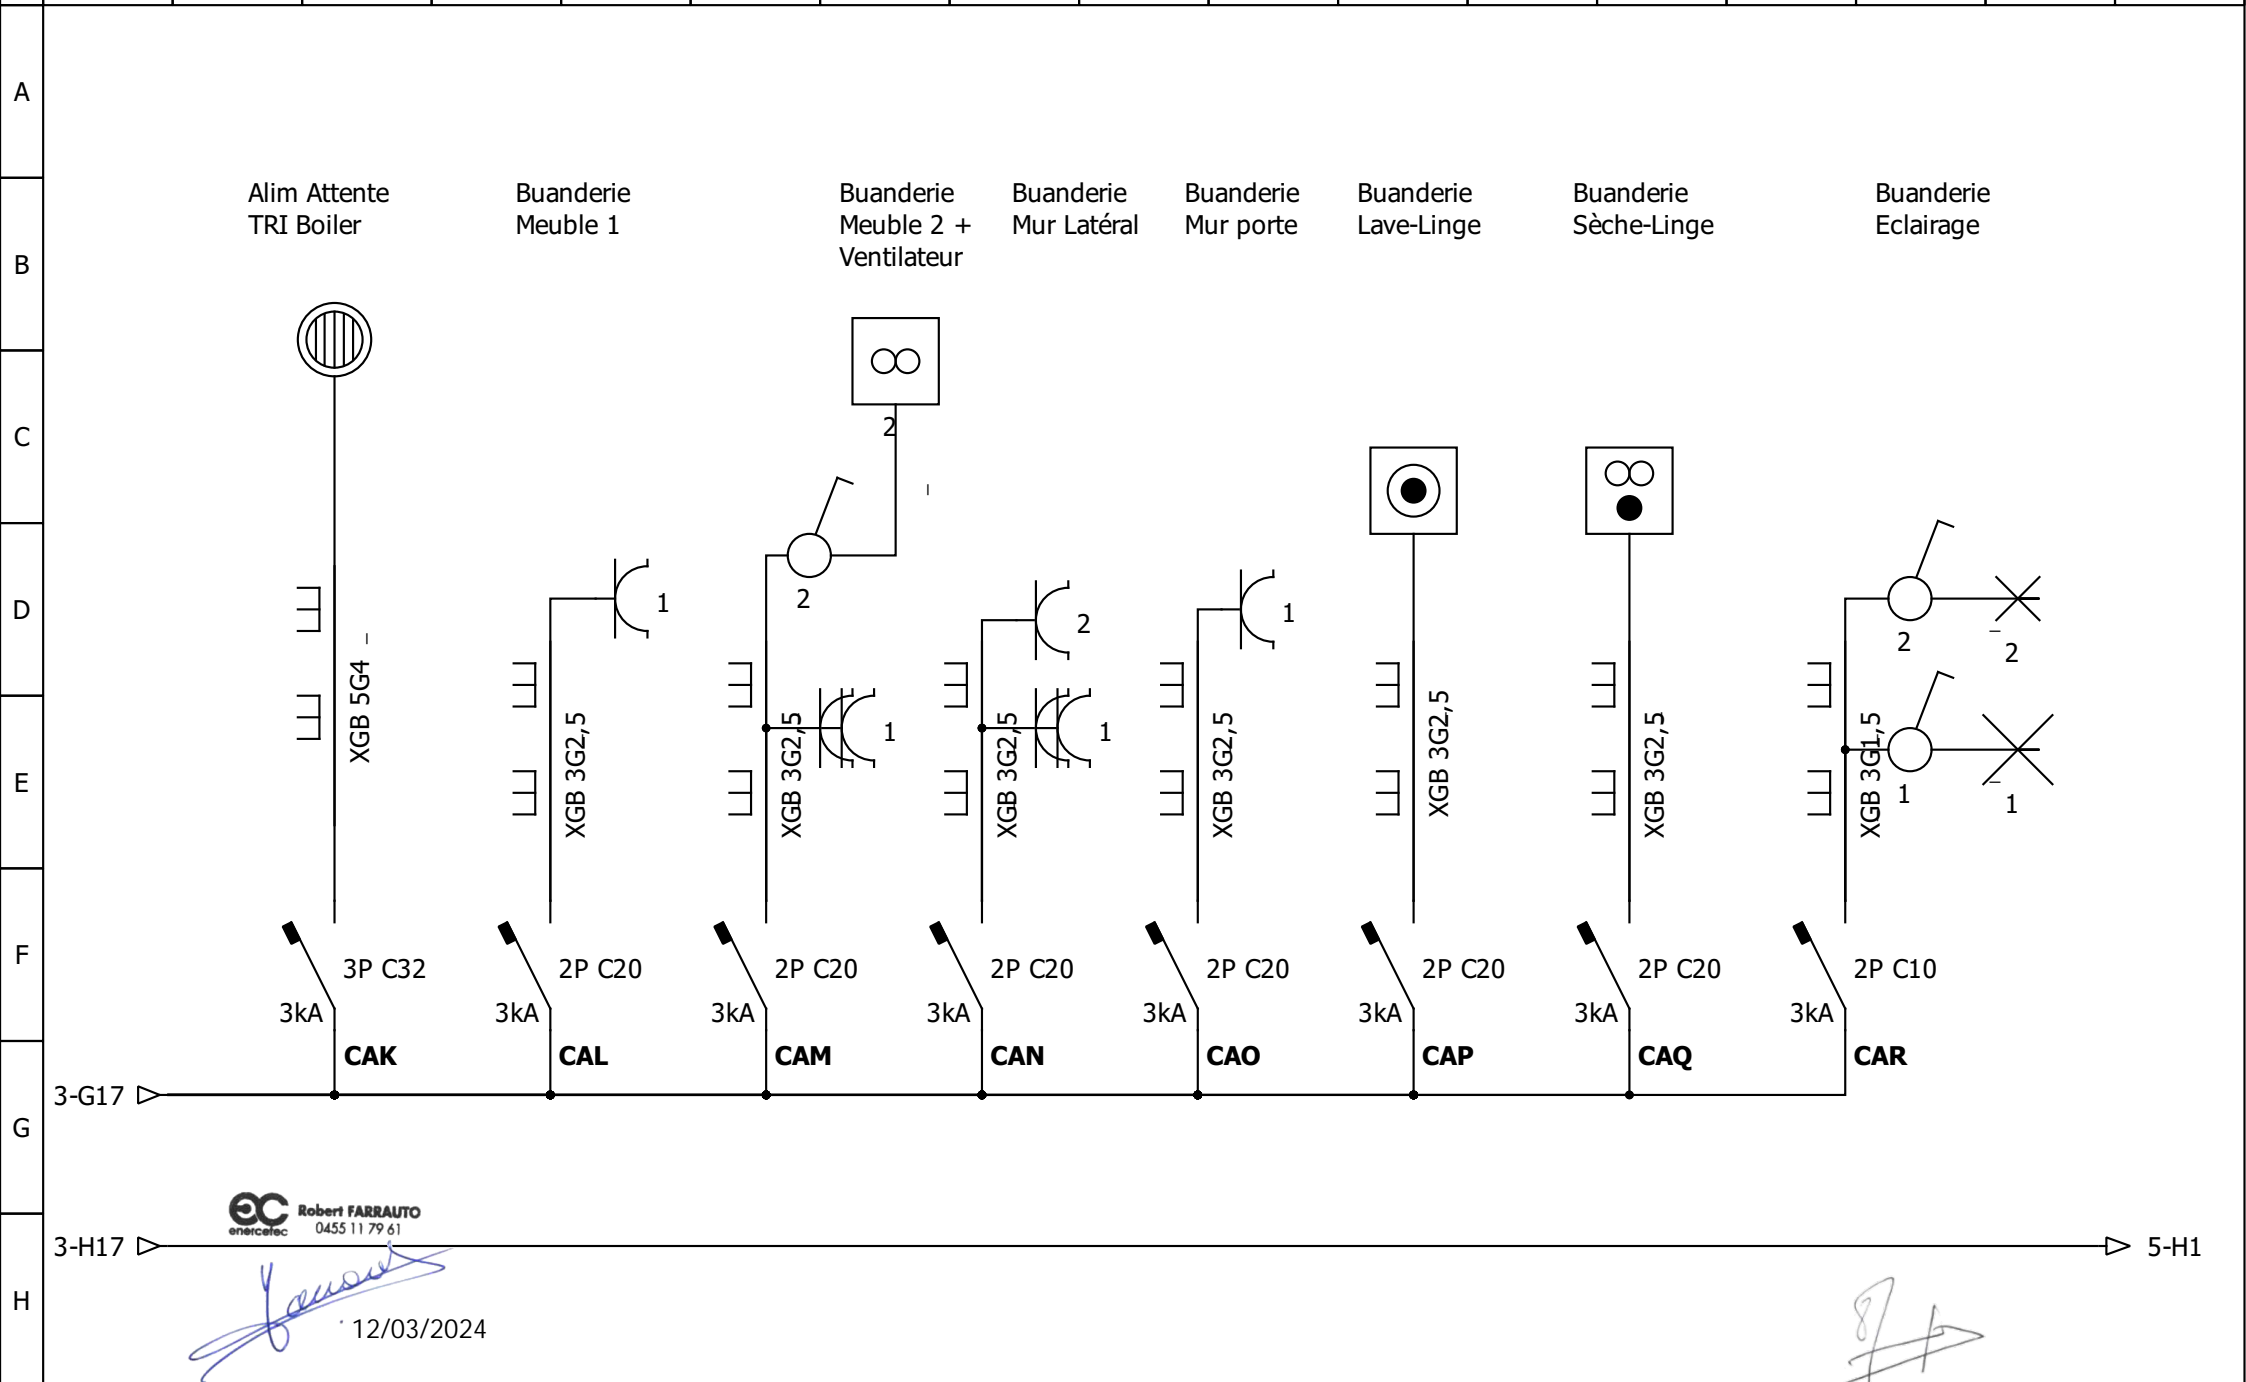 A
B
C
D
E
F
G
H
Alim Attente
TRI Boiler
Buanderie
Meuble 1
Buanderie
Meuble 2 +
Ventilateur
Buanderie
Mur Latéral
Buanderie
Mur porte
Buanderie
Lave-Linge
Buanderie
Sèche-Linge
Buanderie
Eclairage
2
1
2
2
1
2
2
1
1
1
1
XGB 5G4
XGB 3G2,5
XGB 3G2,5
XGB 3G2,5
XGB 3G2,5
XGB 3G2,5
XGB 3G2,5
XGB 3G1,5
3P C32
2P C20
2P C20
2P C20
2P C20
2P C20
2P C20
2P C10
3kA
3kA
3kA
3kA
3kA
3kA
3kA
3kA
CAK
CAL
CAM
CAN
CAO
CAP
CAQ
CAR
3-G17
ec
enercetec
Robert FARRAUTO
0455 11 79 61
3-H17
5-H1
12/03/2024